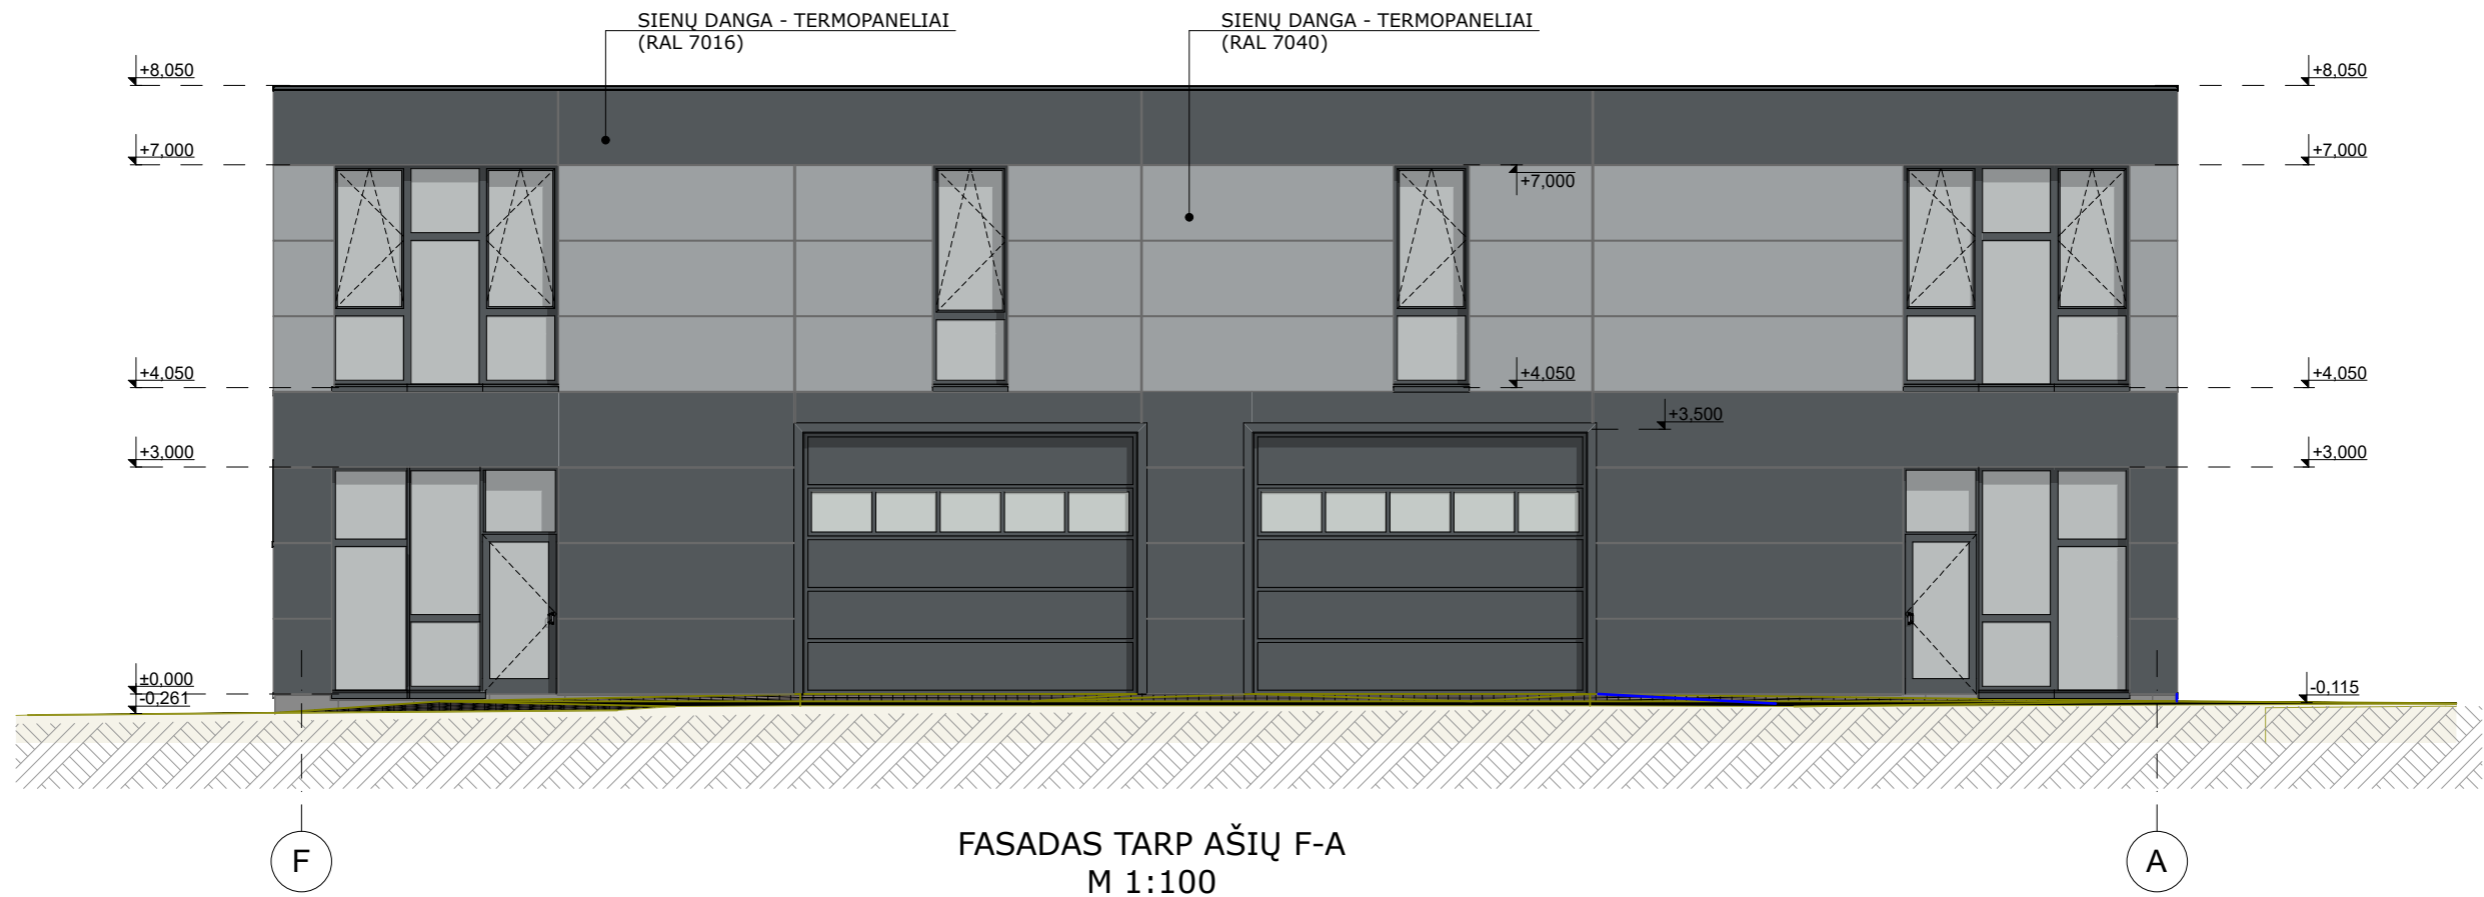 SIENŲ DANGA - TERMOPANELIAI
(RAL 7016)
SIENŲ DANGA - TERMOPANELIAI
(RAL 7040)
+8,050
+8,050
+7,000
+7,000
+7,000
+4,050
+4,050
+4,050
+3,500
+3,000
+3,000
±0,000
-0,261
-0,115
F
A
FASADAS TARP AŠIŲ F-A
M 1:100